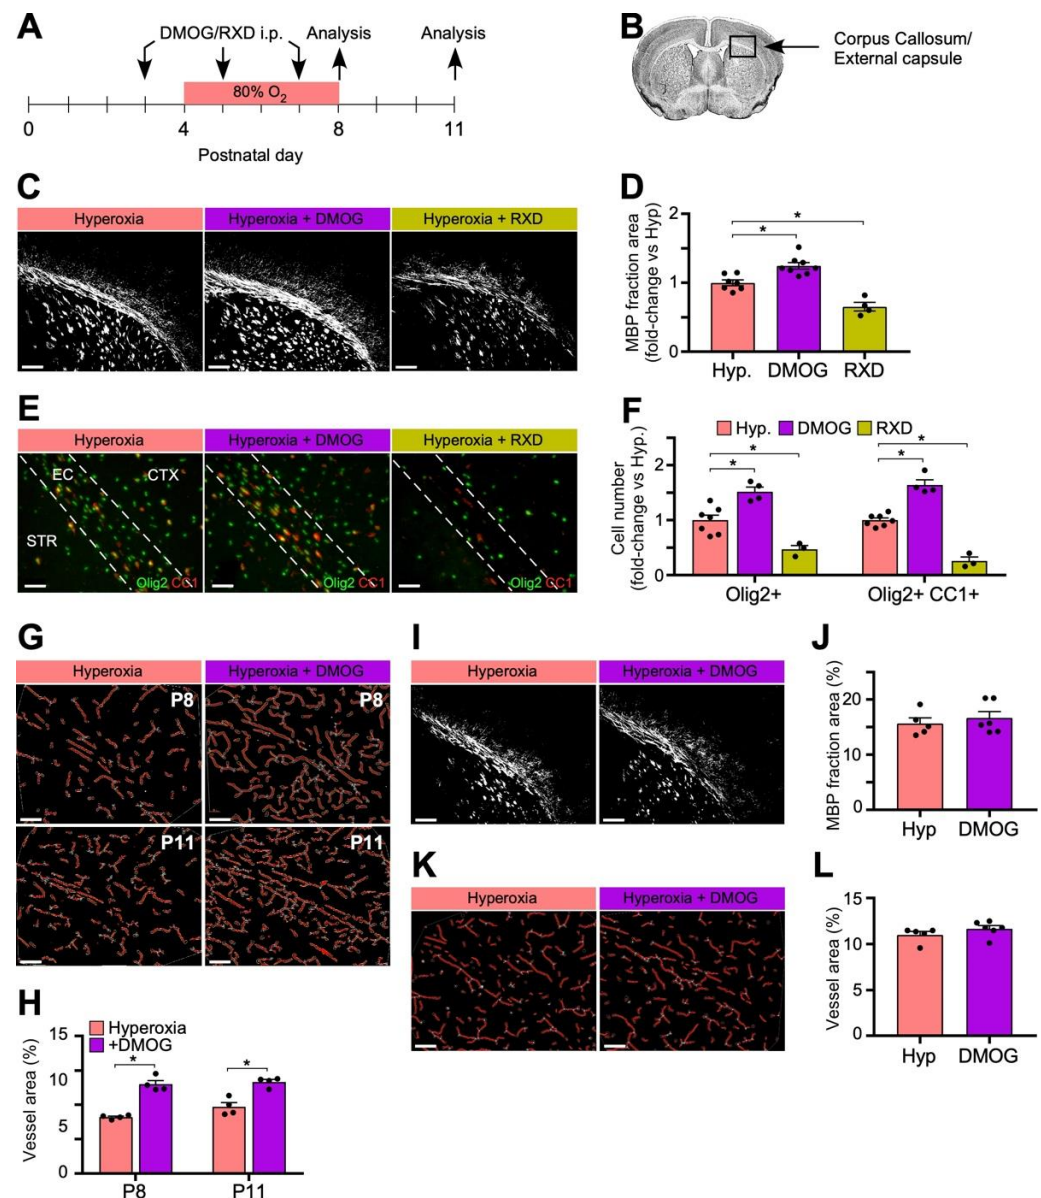 A
DMOG/RXD i.p.
Analysis
Analysis
80% O2
0
4
8
11
Postnatal day
B
Corpus Callosum/
External capsule
C
Hyperoxia
Hyperoxia + DMOG
Hyperoxia + RXD
D
MBP fraction area
(fold-change vs Hyp)
2
1
0
*
*
Hyp.
DMOG
RXD
E
Hyperoxia
Hyperoxia + DMOG
Hyperoxia + RXD
EC
CTX
STR
Olig2 CC1
Olig2 CC1
Olig2 CC1
F
Hyp.
DMOG
RXD
Cell number
(fold-change vs Hyp.)
2
1
0
*
*
*
*
Olig2+
Olig2+ CC1+
G
Hyperoxia
Hyperoxia + DMOG
P8
P8
P11
P11
H
Hyperoxia
+DMOG
Vessel area (%)
15
10
5
0
*
*
P8
P11
I
Hyperoxia
Hyperoxia + DMOG
J
MBP fraction area (%)
20
15
10
0
Hyp
DMOG
K
Hyperoxia
Hyperoxia + DMOG
L
Vessel area (%)
15
10
5
0
Hyp
DMOG